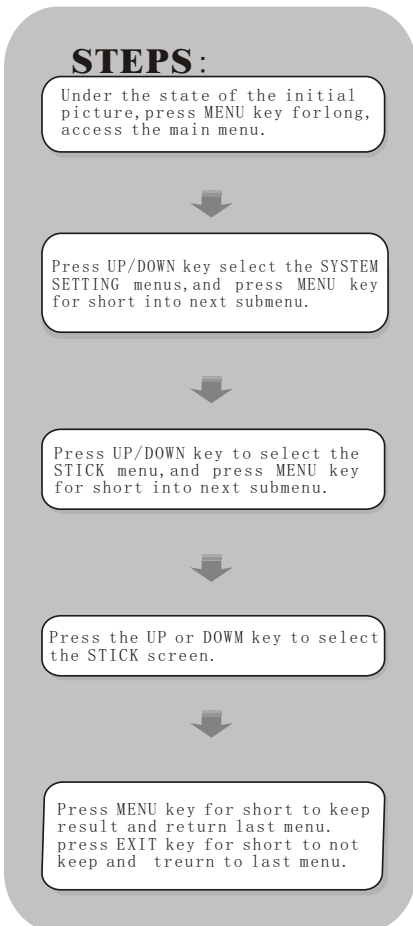 STEPS:
Under the state of the initial
picture,press MENU key forlong,
access the main menu.
Press UP/DOWN key select the SYSTEM
SETTING menus,and press MENU key
for short into next submenu.
Press UP/DOWN key to select the
STICK menu,and press MENU key
for short into next submenu.
Press the UP or DOWM key to select
the STICK screen.
Press MENU key for short to keep
result and return last menu.
press EXIT key for short to not
keep and treurn to last menu.